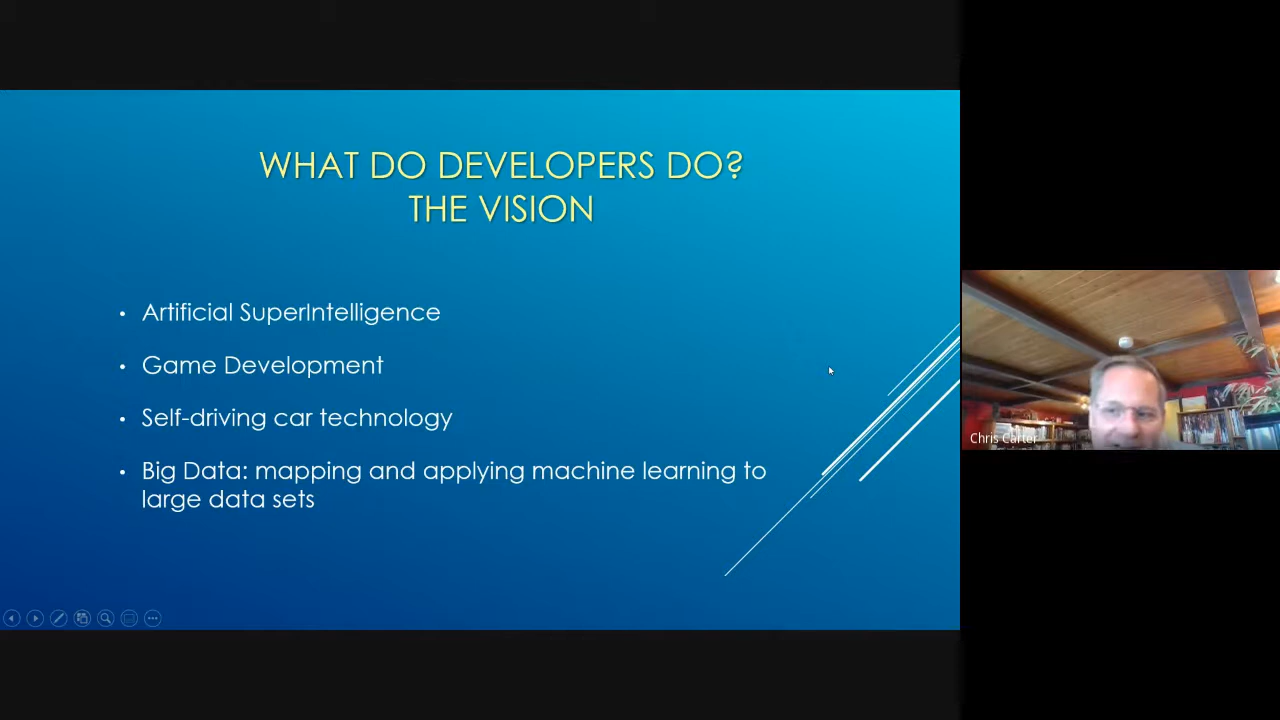 WHAT DO DEVELOPERS DO?
THE VISION
• Artificial SuperIntelligence
• Game Development
• Self-driving car technology
• Big Data: mapping and applying machine learning to
large data sets
Chris Carter